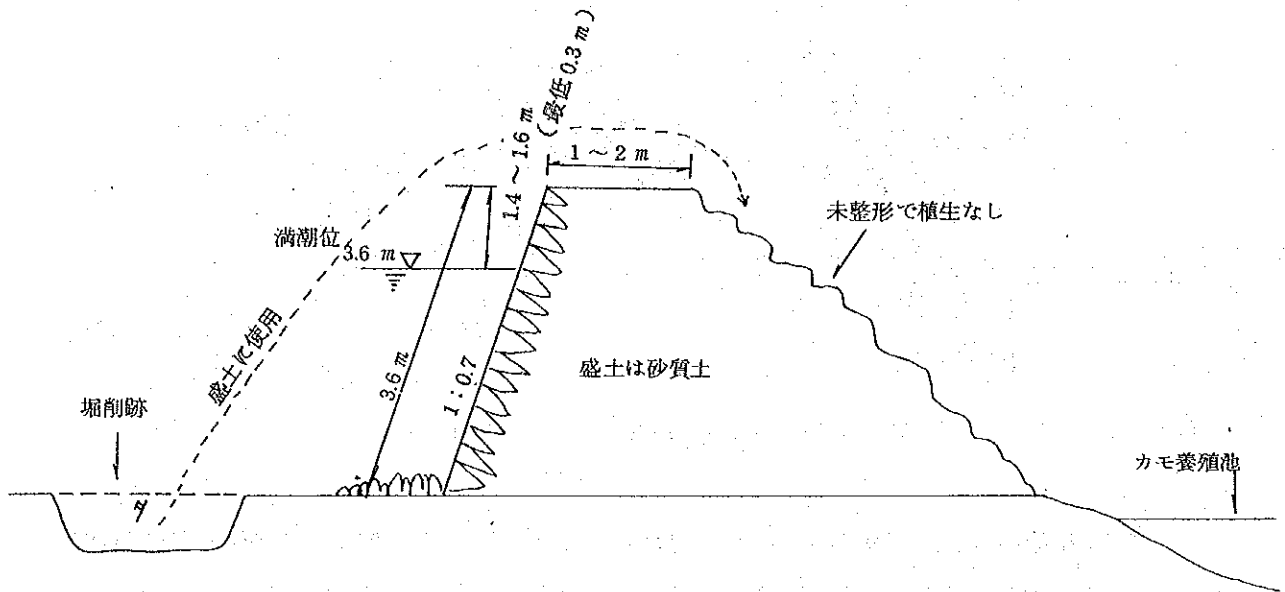 1.4 ～ 1.6 m
(最低 0.3 m)
1 ～ 2 m
未整形で植生なし
満潮位
3.6 m
盛土に使用
3.6 m
1 : 0.7
盛土は砂質土
堀削跡
カモ養殖池